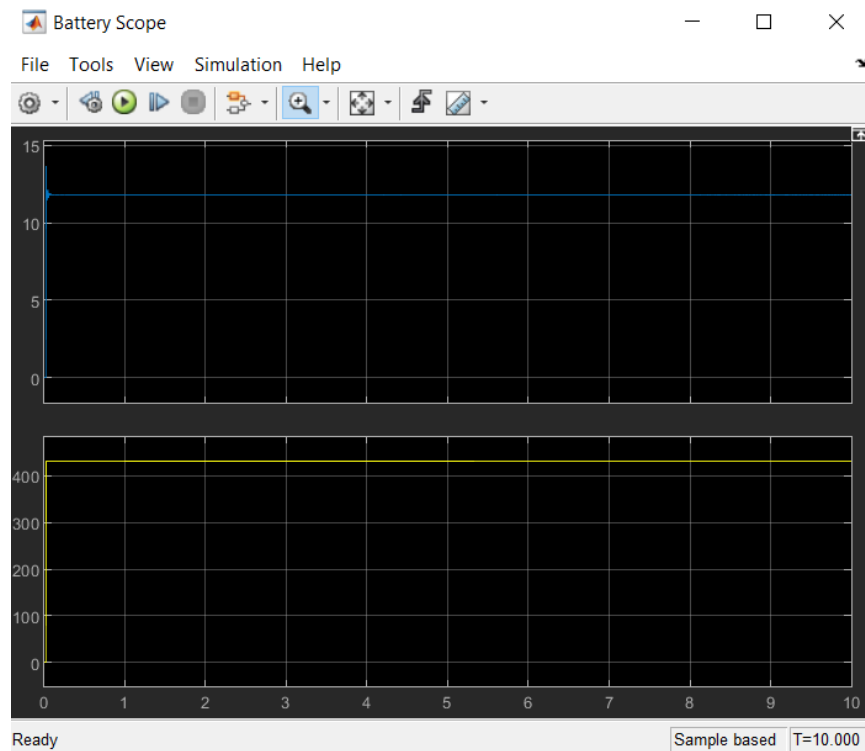 Battery Scope
File Tools View Simulation Help
15
10
5
0
400
300
200
100
0
0 1 2 3 4 5 6 7 8 9 10
Ready Sample based T=10.000